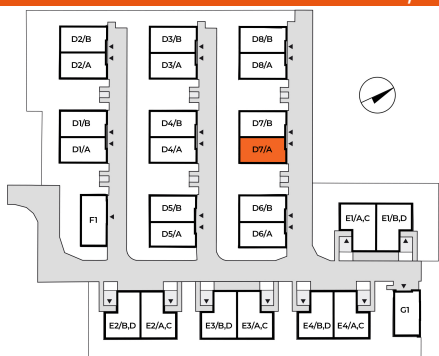 D2/B D3/B D8/B
D2/A D3/A D8/A
D1/B D4/B D7/B
D1/A D4/A D7/A
F1 D5/B D6/B
D5/A D6/A
E1/A,C E1/B,D
E2/B,D E2/A,C E3/B,D E3/A,C E4/B,D E4/A,C
G1